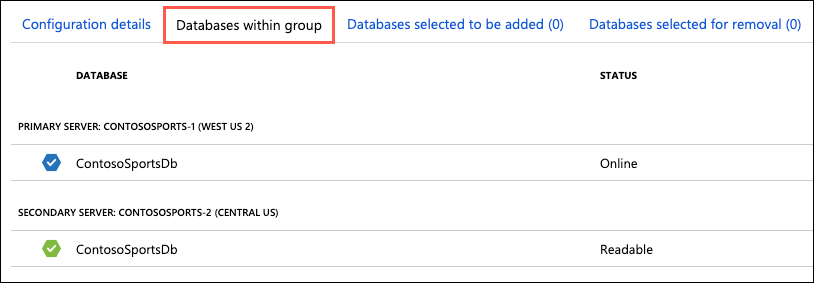 Configuration details Databases within group Databases selected to be added (0) Databases selected for removal (0)
DATABASE STATUS
PRIMARY SERVER: CONTOSOSPORTS-1 (WEST US 2)
ContosoSportsDb Online
SECONDARY SERVER: CONTOSOSPORTS-2 (CENTRAL US)
ContosoSportsDb Readable